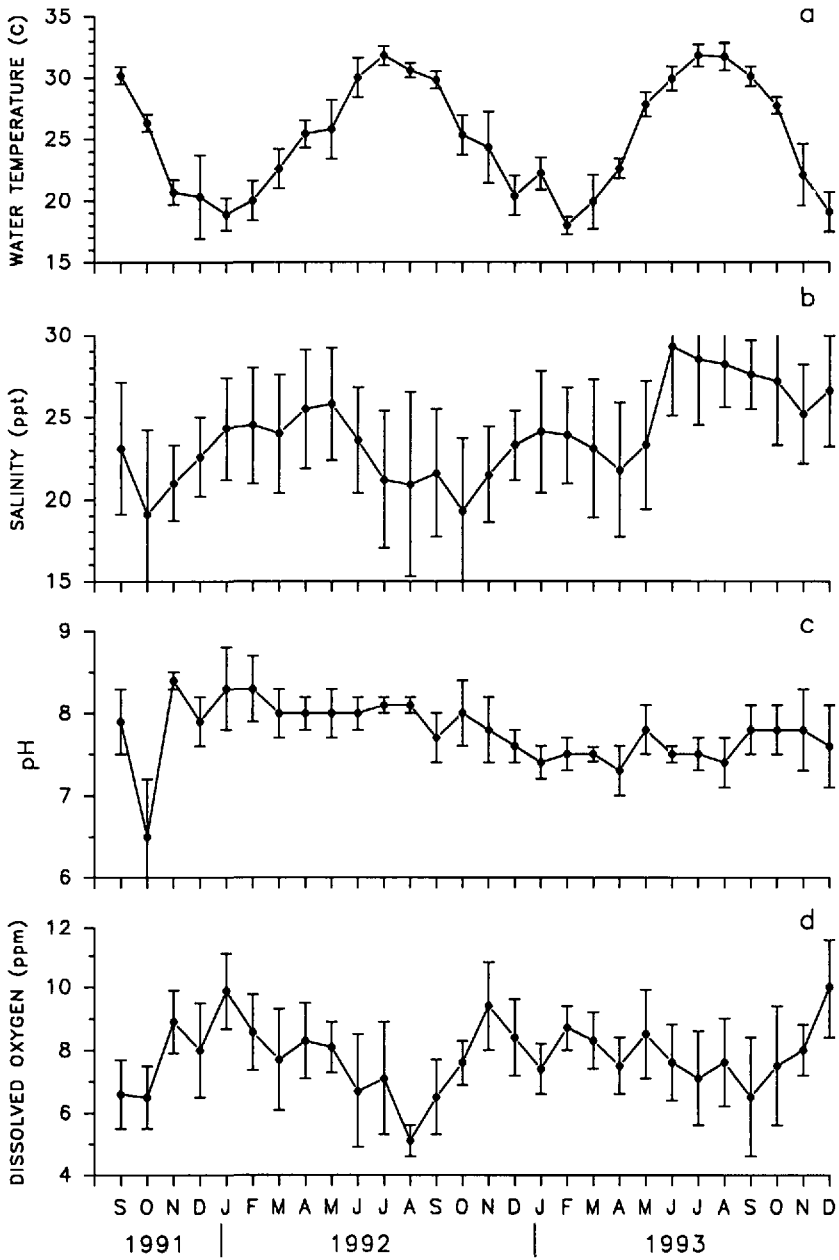 a
WATER TEMPERATURE (C)
35
30
25
20
15
b
SALINITY (ppt)
30
25
20
15
c
pH
9
8
7
6
d
DISSOLVED OXYGEN (ppm)
12
10
8
6
4
S O N D J F M A M J J A S O N D J F M A M J J A S O N D
1991 1992 1993